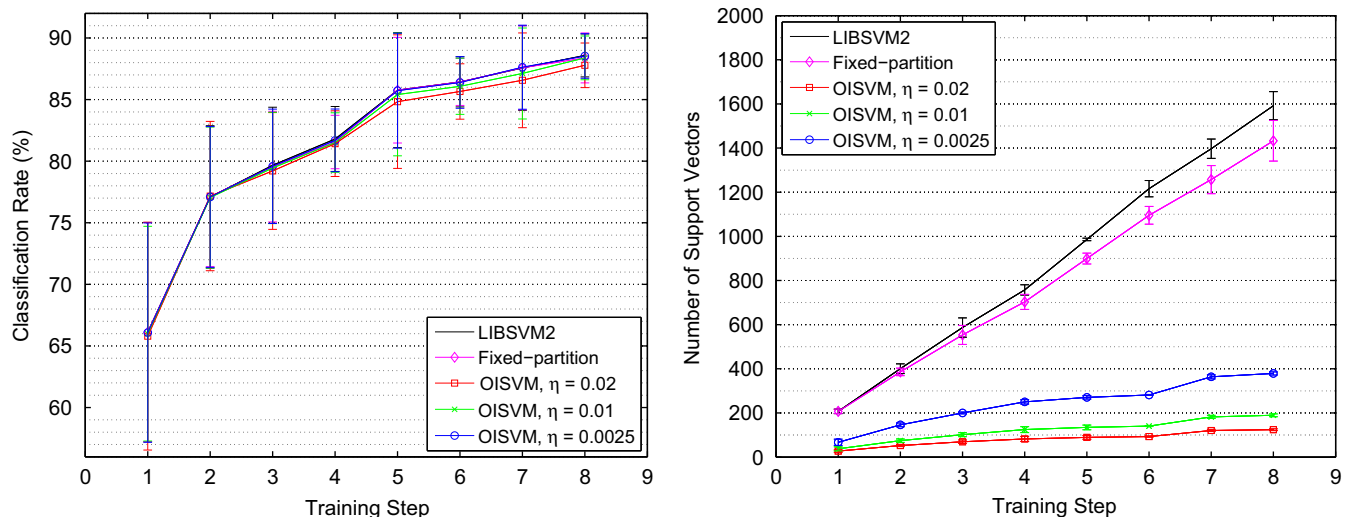 Classification Rate (%)
90
85
80
75
70
65
60
0 1 2 3 4 5 6 7 8 9
Training Step
LIBSVM2
Fixed−partition
OISVM, η = 0.02
OISVM, η = 0.01
OISVM, η = 0.0025
Number of Support Vectors
2000
1800
1600
1400
1200
1000
800
600
400
200
0
0 1 2 3 4 5 6 7 8 9
Training Step
LIBSVM2
Fixed−partition
OISVM, η = 0.02
OISVM, η = 0.01
OISVM, η = 0.0025